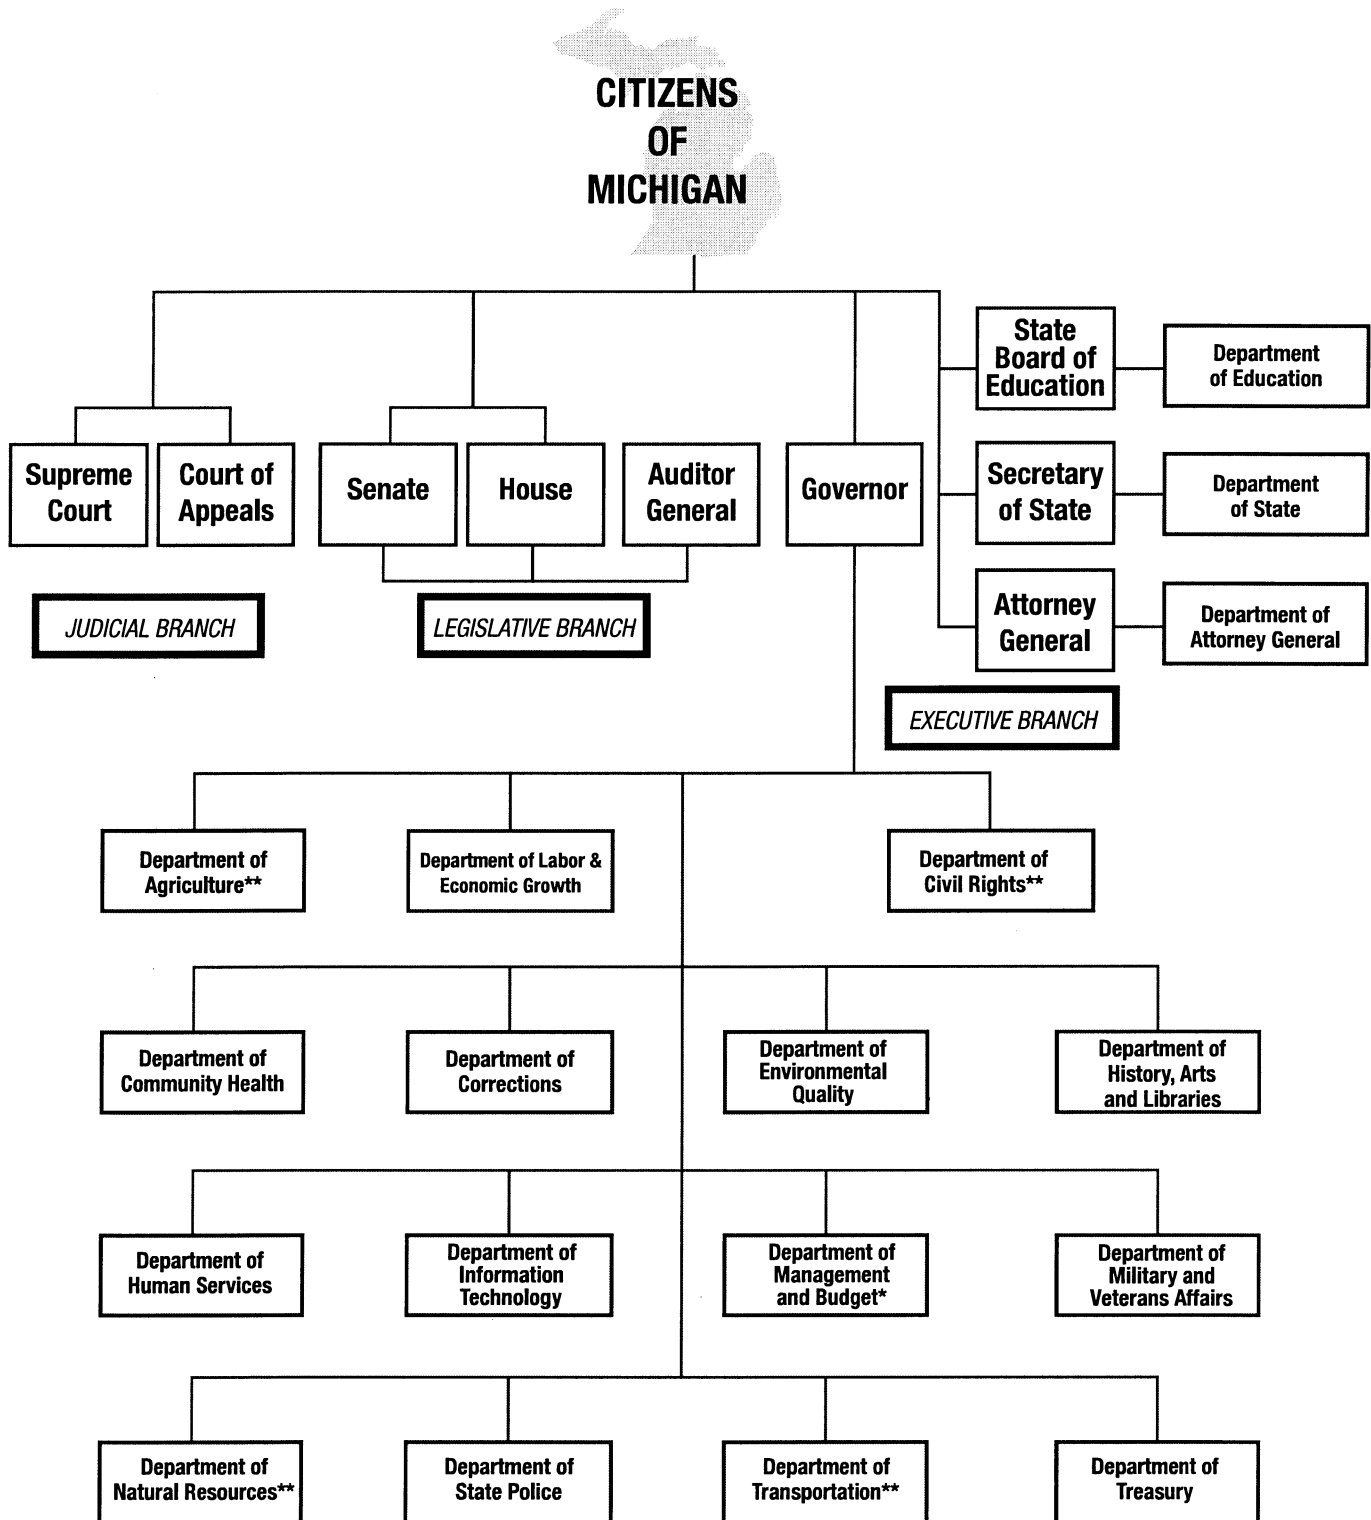 CITIZENS
OF
MICHIGAN
State
Board of
Education
Department
of Education
Supreme
Court
Court of
Appeals
Senate
House
Auditor
General
Governor
Secretary
of State
Department
of State
Attorney
General
Department of
Attorney General
JUDICIAL BRANCH
LEGISLATIVE BRANCH
EXECUTIVE BRANCH
Department of
Agriculture**
Department of Labor &
Economic Growth
Department of
Civil Rights**
Department of
Community Health
Department of
Corrections
Department of
Environmental
Quality
Department of
History, Arts
and Libraries
Department of
Human Services
Department of
Information
Technology
Department of
Management
and Budget*
Department of
Military and
Veterans Affairs
Department of
Natural Resources**
Department of
State Police
Department of
Transportation**
Department of
Treasury